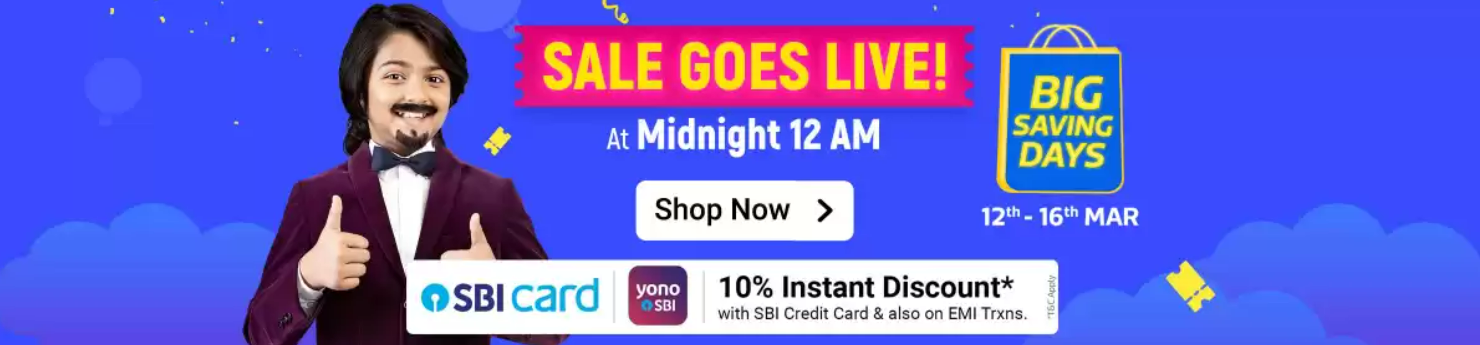 SALE GOES LIVE!
At Midnight 12 AM
Shop Now
BIG
SAVING
DAYS
12th - 16th MAR
SBI card
yono
SBI
10% Instant Discount*
with SBI Credit Card & also on EMI Trxns.
*T&C Apply